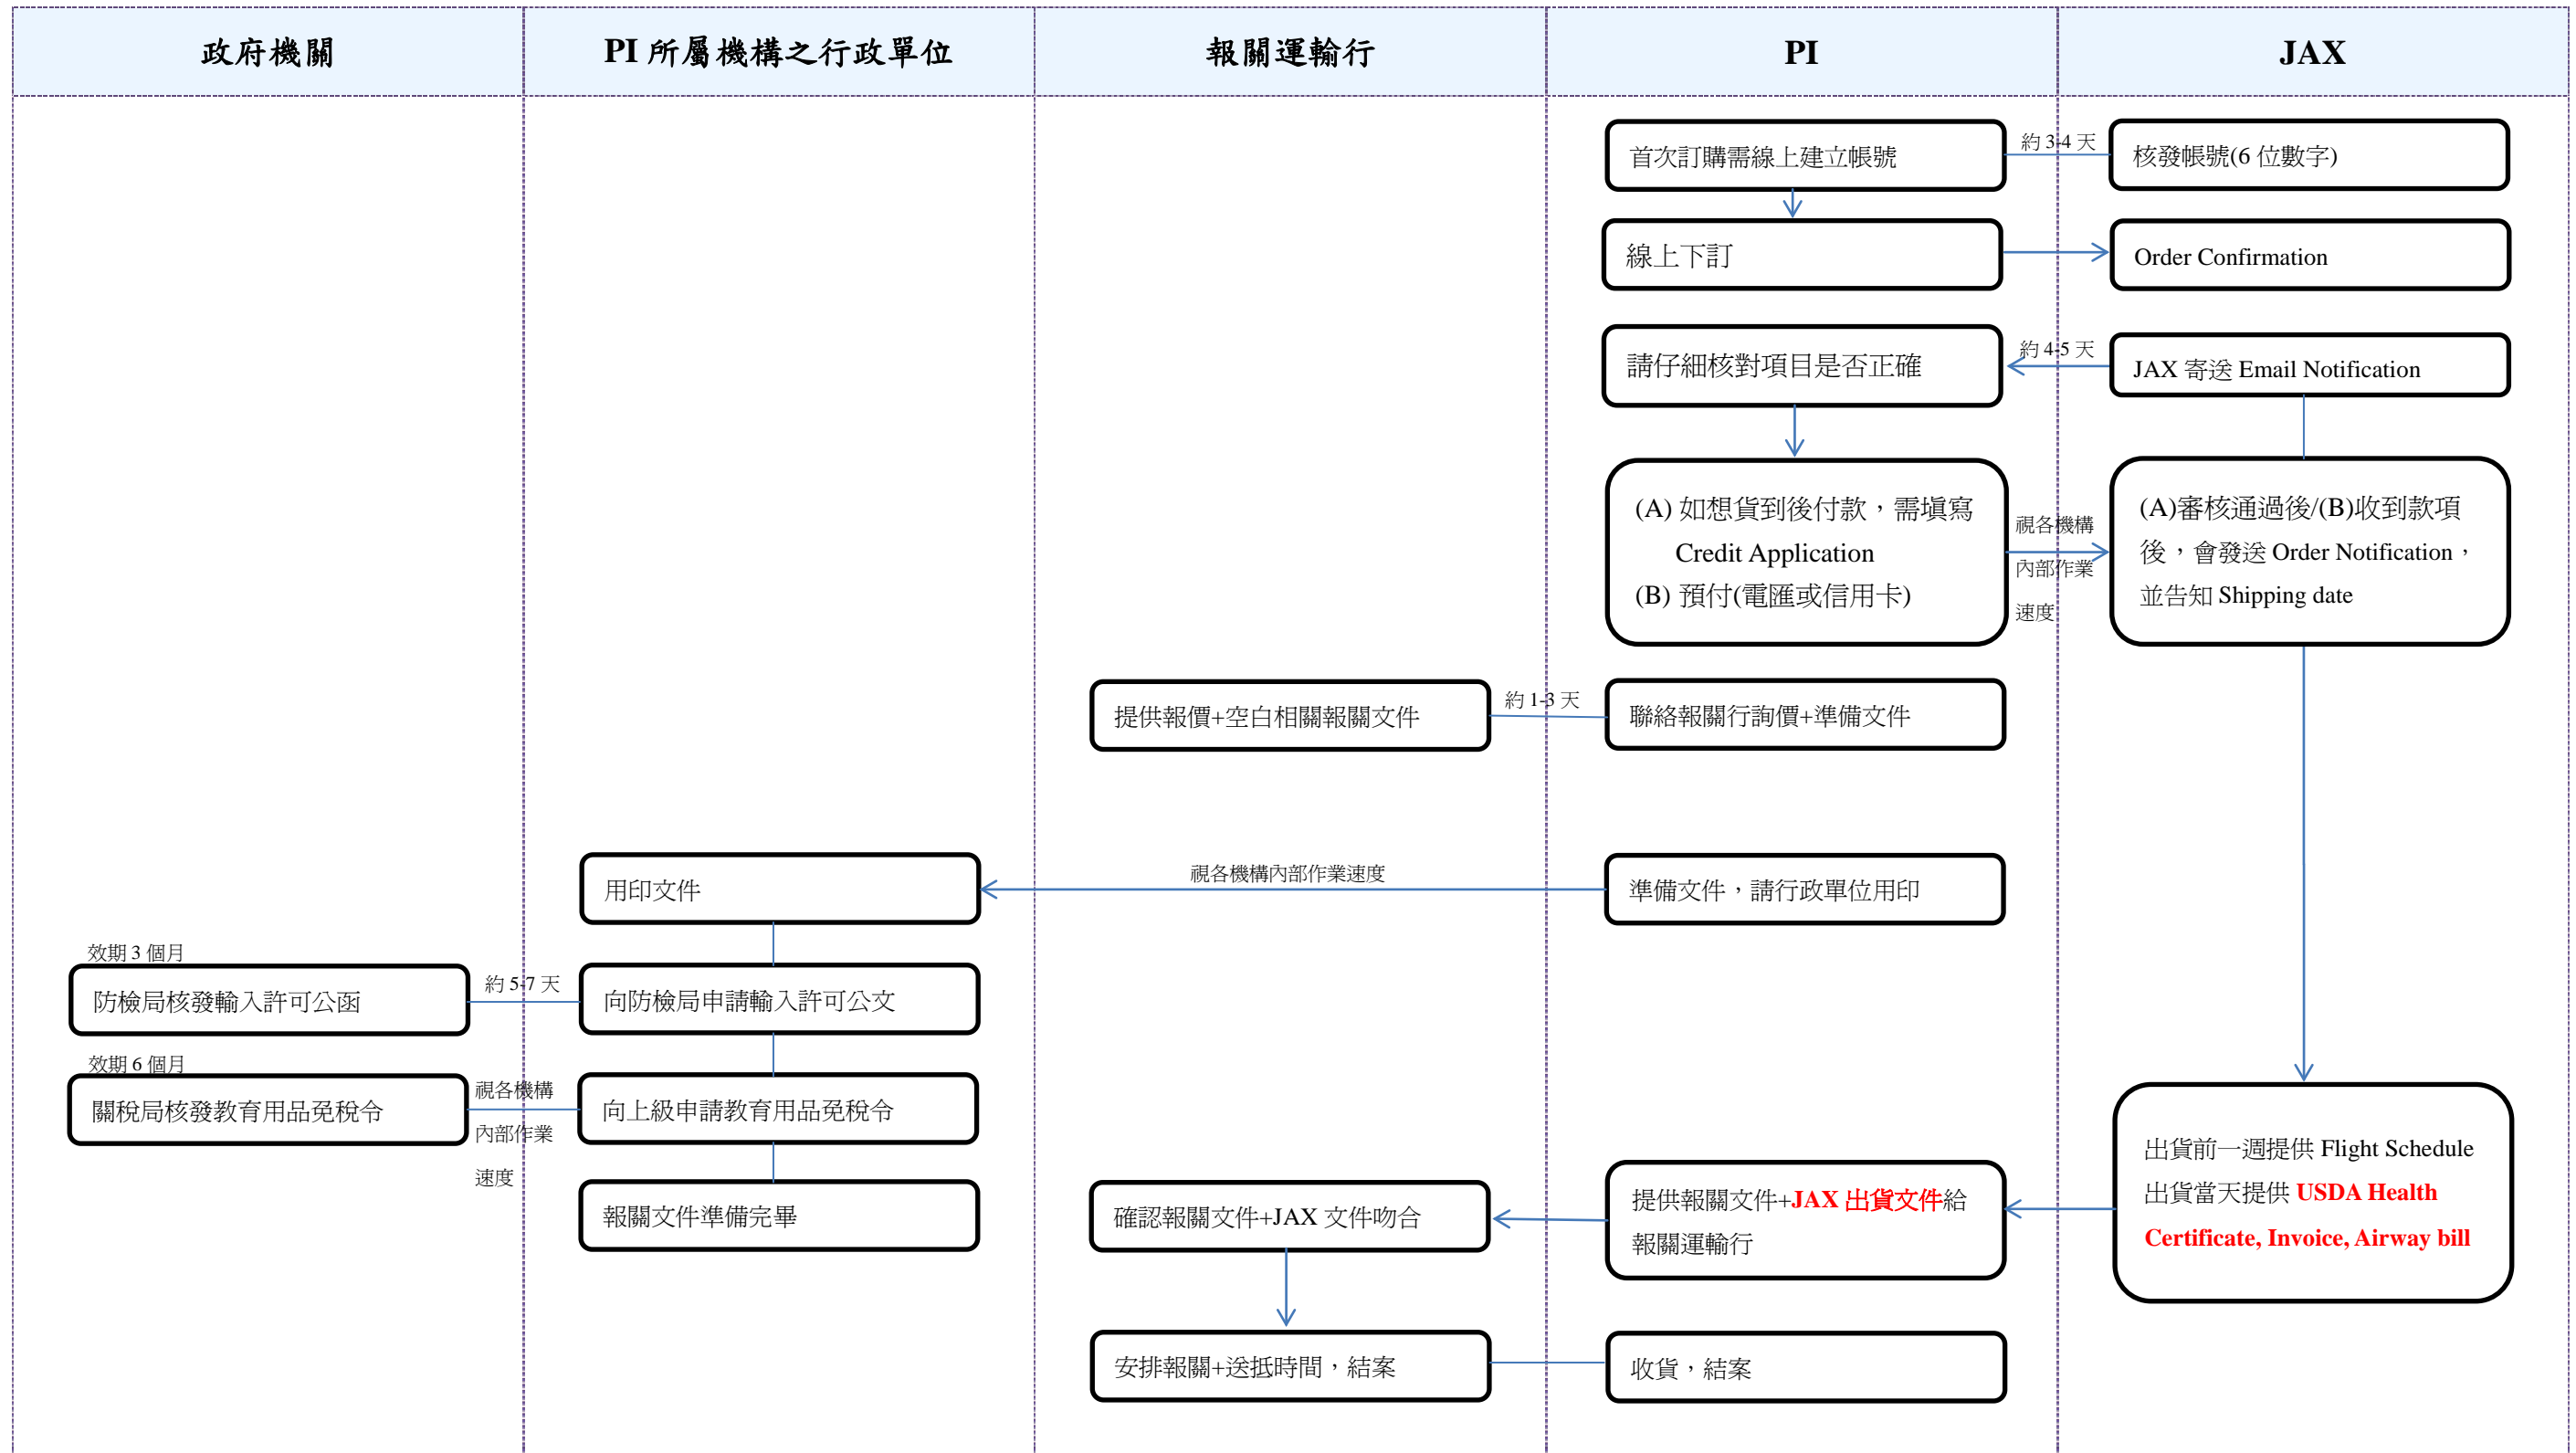 政府機關
PI 所屬機構之行政單位
報關運輸行
PI
JAX
首次訂購需線上建立帳號
約 3-4 天
核發帳號(6 位數字)
線上下訂
Order Confirmation
請仔細核對項目是否正確
約 4-5 天
JAX 寄送 Email Notification
(A) 如想貨到後付款，需填寫
Credit Application
(B) 預付(電匯或信用卡)
視各機構
內部作業
速度
(A)審核通過後/(B)收到款項
後，會發送 Order Notification，
並告知 Shipping date
提供報價+空白相關報關文件
約 1-3 天
聯絡報關行詢價+準備文件
用印文件
視各機構內部作業速度
準備文件，請行政單位用印
效期 3 個月
防檢局核發輸入許可公函
約 5-7 天
向防檢局申請輸入許可公文
效期 6 個月
關稅局核發教育用品免稅令
視各機構
內部作業
速度
向上級申請教育用品免稅令
報關文件準備完畢
確認報關文件+JAX 文件吻合
提供報關文件+JAX 出貨文件給
報關運輸行
出貨前一週提供 Flight Schedule
出貨當天提供 USDA Health
Certificate, Invoice, Airway bill
安排報關+送抵時間，結案
收貨，結案